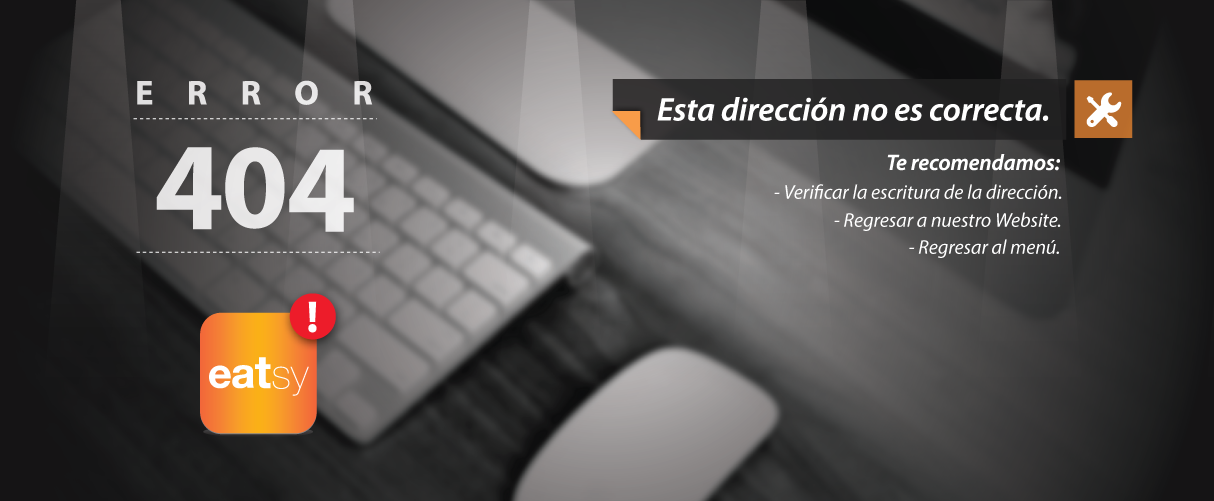 ERROR
404
!
eatsy
Esta dirección no es correcta.
Te recomendamos:
- Verificar la escritura de la dirección.
- Regresar a nuestro Website.
- Regresar al menú.